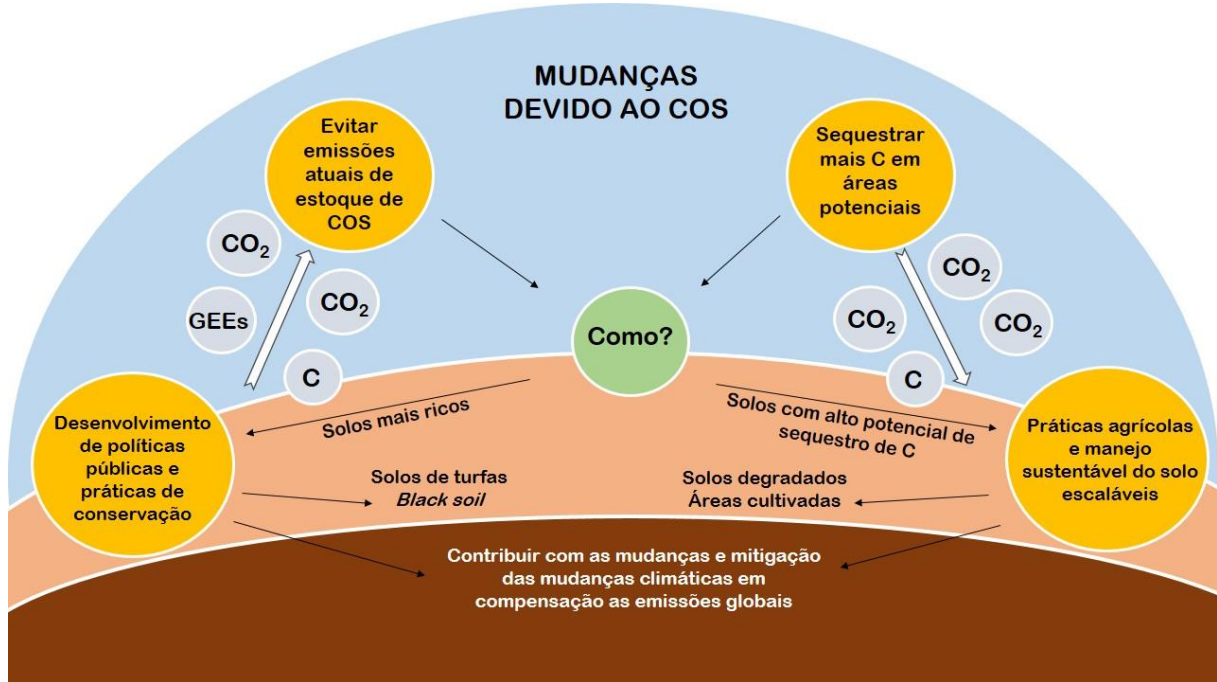 MUDANÇAS
DEVIDO AO COS
Evitar
emissões
atuais de
estoque de
COS
Sequestrar
mais C em
áreas
potenciais
CO₂
CO₂
GEEs
C
CO₂
CO₂
CO₂
C
Como?
Solos mais ricos
Solos com alto potencial de
sequestro de C
Desenvolvimento
de políticas
públicas e
práticas de
conservação
Solos de turfas
Black soil
Solos degradados
Áreas cultivadas
Práticas agrícolas
e manejo
sustentável do solo
escaláveis
Contribuir com as mudanças e mitigação
das mudanças climáticas em
compensação as emissões globais